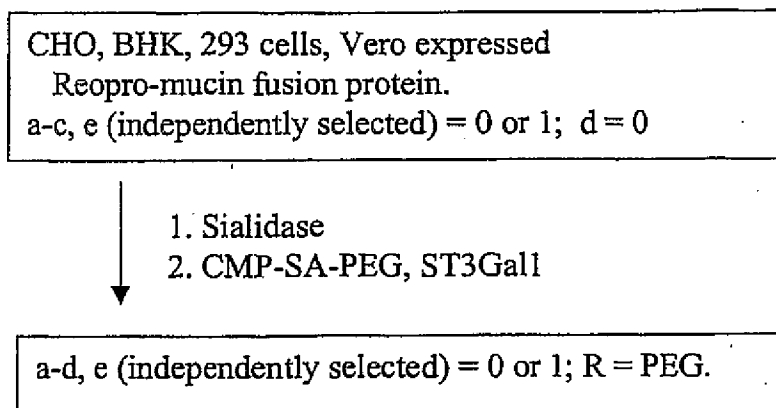 CHO, BHK, 293 cells, Vero expressed
Reopro-mucin fusion protein.
a-c, e (independently selected) = 0 or 1; d = 0
1. Sialidase
2. CMP-SA-PEG, ST3Gal1
a-d, e (independently selected) = 0 or 1; R = PEG.